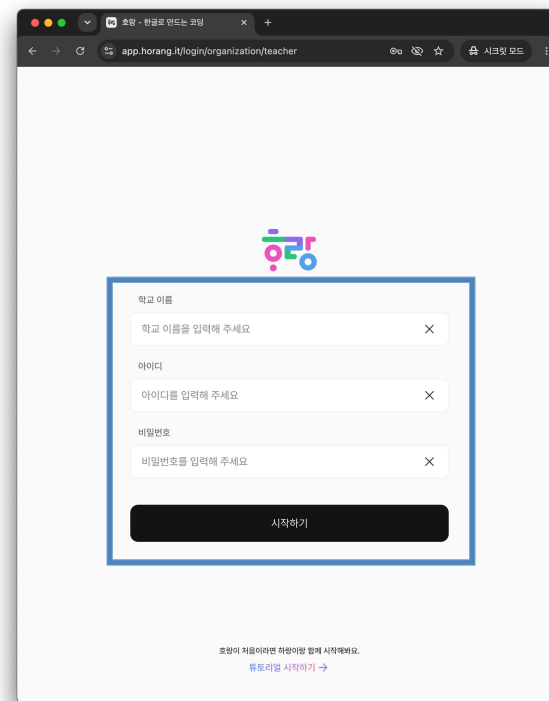 호랑 - 한글로 만드는 코딩
app.horang.it/login/organization/teacher
시크릿 모드
호랑
학교 이름
학교 이름을 입력해 주세요
아이디
아이디를 입력해 주세요
비밀번호
비밀번호를 입력해 주세요
시작하기
호랑이 처음이라면 하랑이랑 함께 시작해봐요.
튜토리얼 시작하기 →